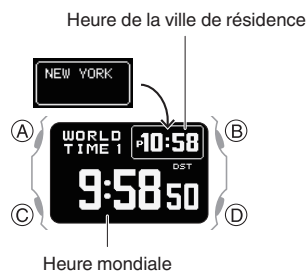 Heure de la ville de résidence
NEW YORK
A
WORLD
TIME 1
P10:58
B
DST
9:58 50
C
D
Heure mondiale